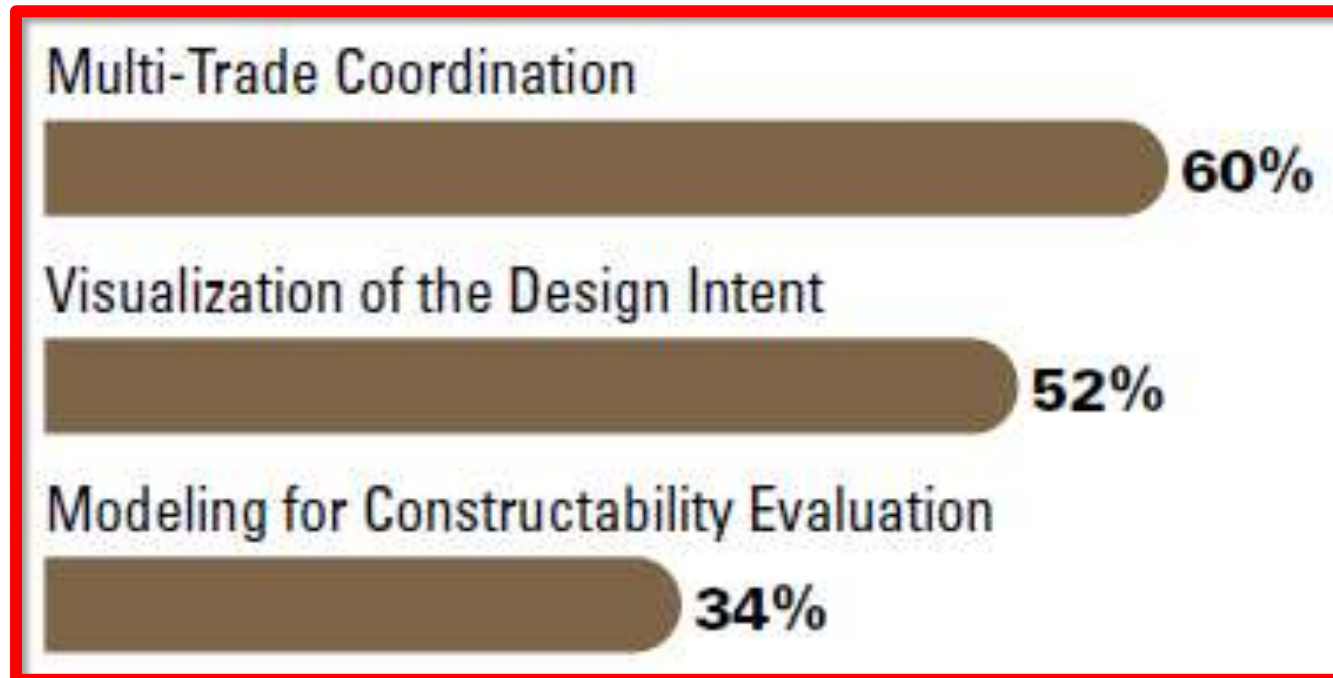 Multi-Trade Coordination
60%
Visualization of the Design Intent
52%
Modeling for Constructability Evaluation
34%